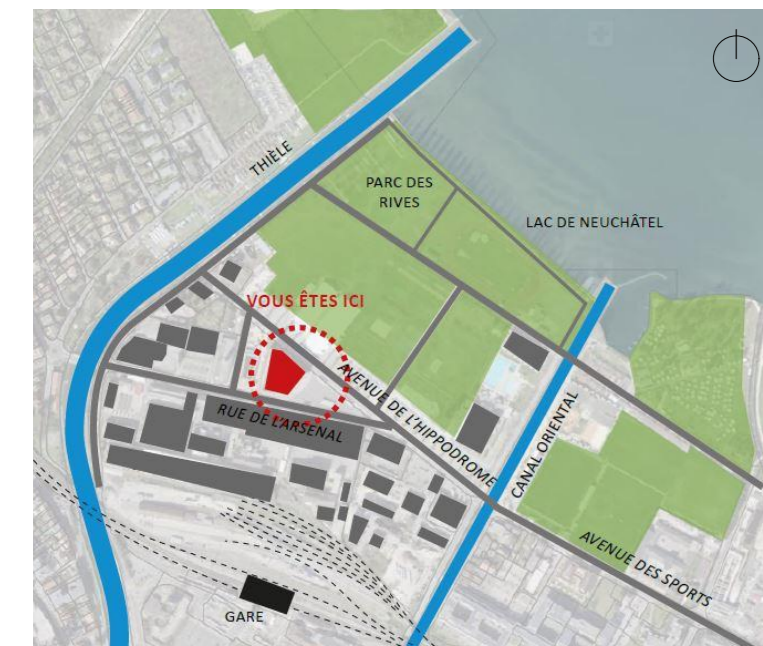 THIÈLE
PARC DES
RIVES
LAC DE NEUCHÂTEL
VOUS ÊTES ICI
AVENUE DE L'HIPPODROME
RUE DE L'ARSENAL
CANAL ORIENTAL
AVENUE DES SPORTS
GARE